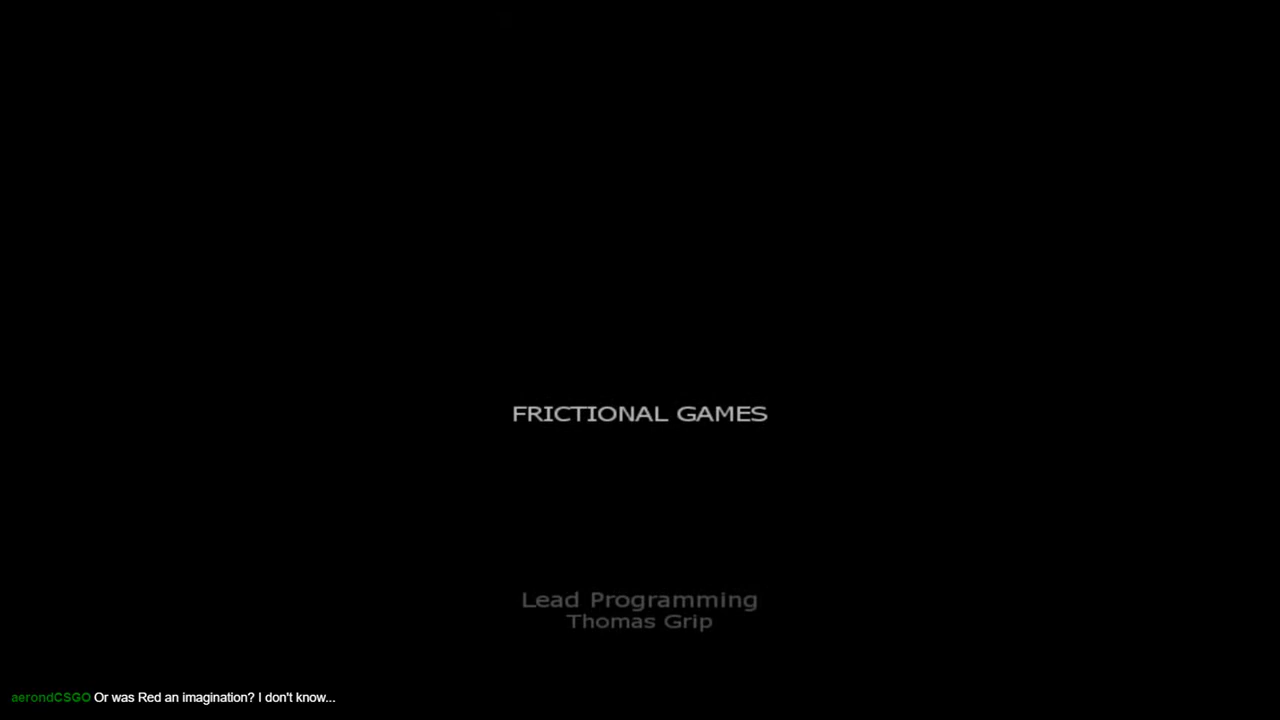 FRICTIONAL GAMES
Lead Programming
Thomas Grip
aerondCSGO Or was Red an imagination? I don't know...